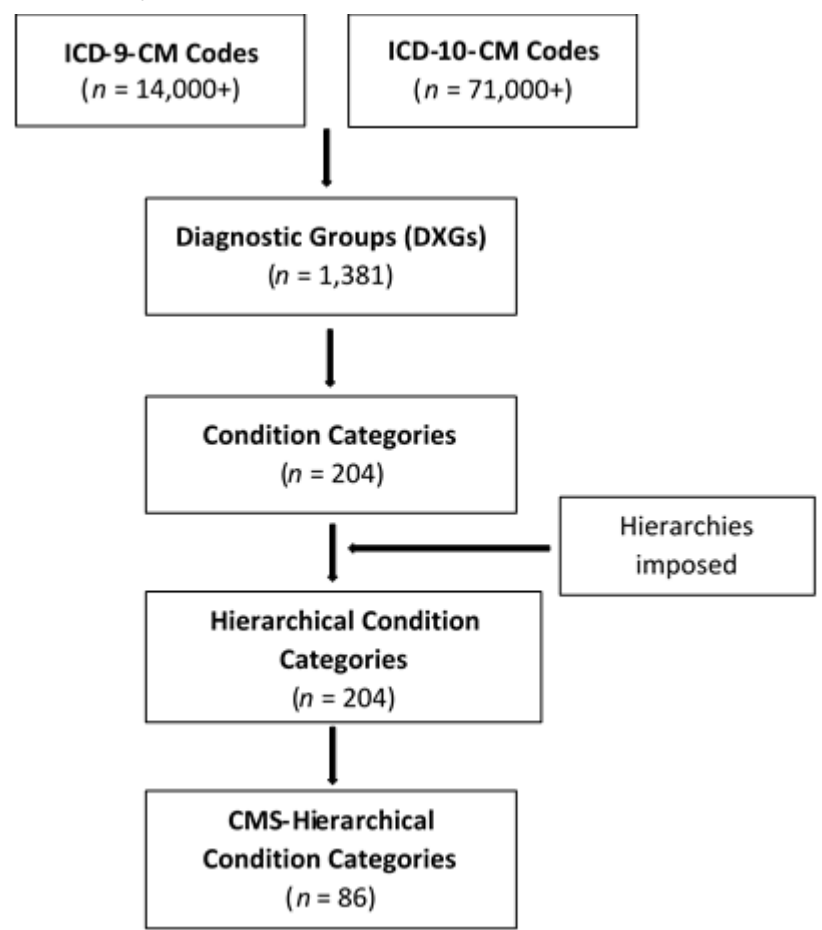 ICD-9-CM Codes
(n = 14,000+)
ICD-10-CM Codes
(n = 71,000+)
Diagnostic Groups (DXGs)
(n = 1,381)
Condition Categories
(n = 204)
Hierarchies
imposed
Hierarchical Condition
Categories
(n = 204)
CMS-Hierarchical
Condition Categories
(n = 86)